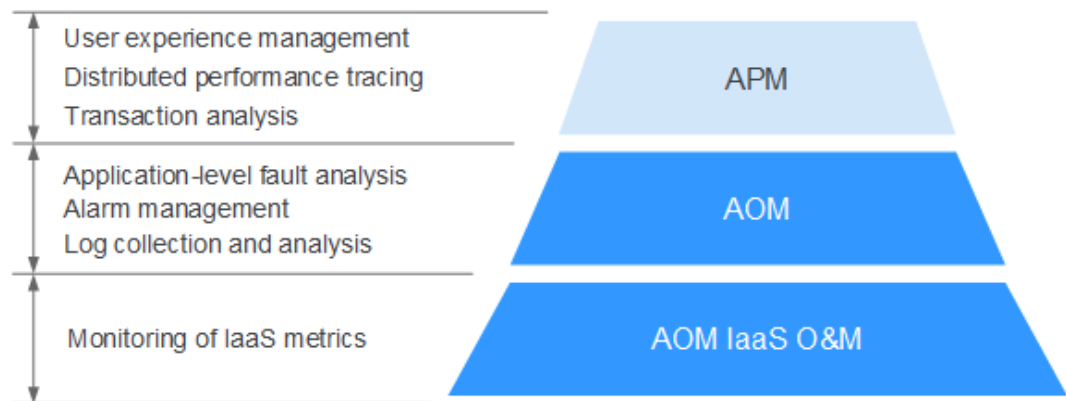 User experience management
Distributed performance tracing
Transaction analysis
APM
Application-level fault analysis
Alarm management
Log collection and analysis
AOM
Monitoring of IaaS metrics
AOM IaaS O&M